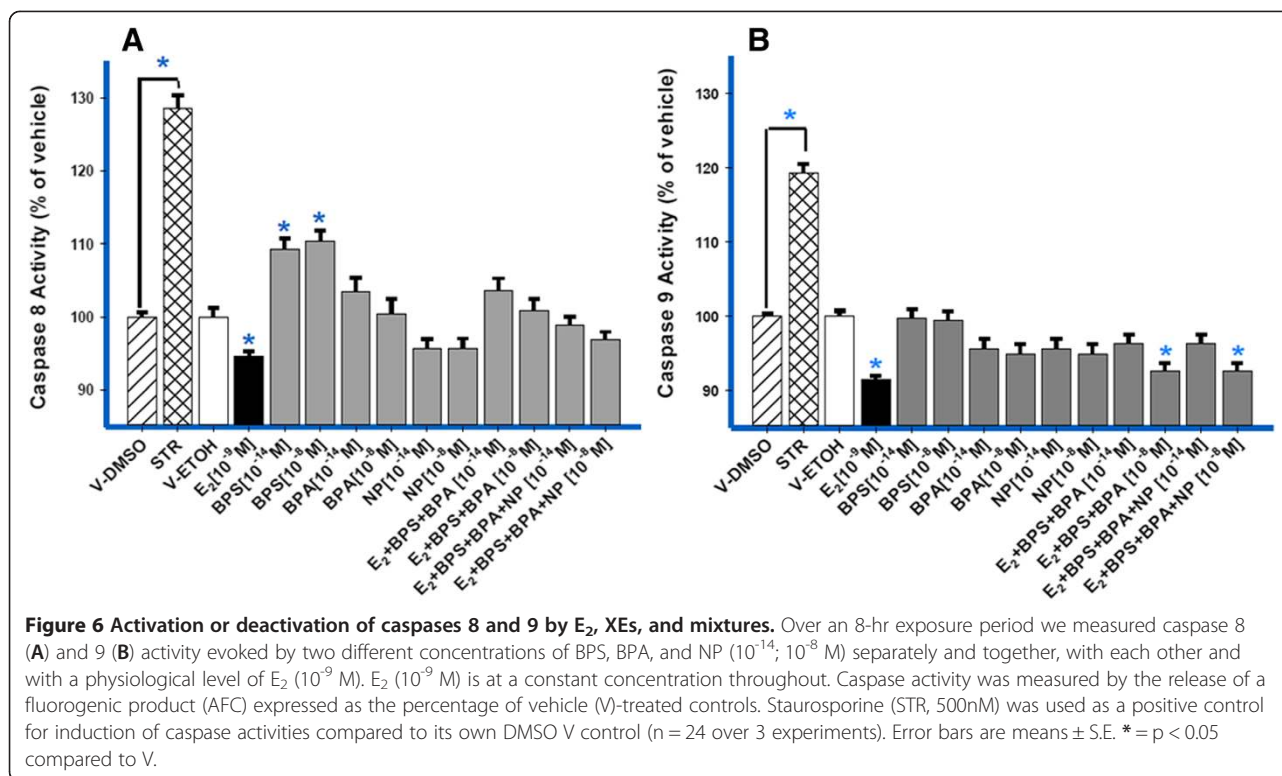 A
*
Caspase 8 Activity (% of vehicle)
130
120
110
100
90
*
*
*
V-DMSO
STR
V-ETOH
E₂[10⁻⁹ M]
BPS[10⁻¹⁴ M]
BPS[10⁻⁸ M]
BPA[10⁻¹⁴ M]
BPA[10⁻⁸ M]
NP[10⁻¹⁴ M]
NP[10⁻⁸ M]
E₂+BPS+BPA [10⁻¹⁴ M]
E₂+BPS+BPA [10⁻⁸ M]
E₂+BPS+BPA+NP [10⁻¹⁴ M]
E₂+BPS+BPA+NP [10⁻⁸ M]
B
*
Caspase 9 Activity (% of vehicle)
130
120
110
100
90
*
*
*
V-DMSO
STR
V-ETOH
E₂[10⁻⁹ M]
BPS[10⁻¹⁴ M]
BPS[10⁻⁸ M]
BPA[10⁻¹⁴ M]
BPA[10⁻⁸ M]
NP[10⁻¹⁴ M]
NP[10⁻⁸ M]
E₂+BPS+BPA [10⁻¹⁴ M]
E₂+BPS+BPA [10⁻⁸ M]
E₂+BPS+BPA+NP [10⁻¹⁴ M]
E₂+BPS+BPA+NP [10⁻⁸ M]
Figure 6 Activation or deactivation of caspases 8 and 9 by E₂, XEs, and mixtures. Over an 8-hr exposure period we measured caspase 8
(A) and 9 (B) activity evoked by two different concentrations of BPS, BPA, and NP (10⁻¹⁴; 10⁻⁸ M) separately and together, with each other and
with a physiological level of E₂ (10⁻⁹ M). E₂ (10⁻⁹ M) is at a constant concentration throughout. Caspase activity was measured by the release of a
fluorogenic product (AFC) expressed as the percentage of vehicle (V)-treated controls. Staurosporine (STR, 500nM) was used as a positive control
for induction of caspase activities compared to its own DMSO V control (n = 24 over 3 experiments). Error bars are means ± S.E. * = p < 0.05
compared to V.